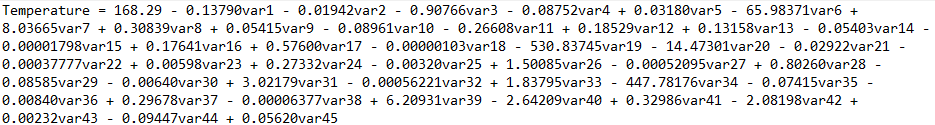 Temperature = 168.29 - 0.13790var1 - 0.01942var2 - 0.90766var3 - 0.08752var4 + 0.03180var5 - 65.98371var6 +
8.03665var7 + 0.30839var8 + 0.05415var9 - 0.08961var10 - 0.26608var11 + 0.18529var12 + 0.13158var13 - 0.05403var14 -
0.00001798var15 + 0.17641var16 + 0.57600var17 - 0.00000103var18 - 530.83745var19 - 14.47301var20 - 0.02922var21 -
0.00037777var22 + 0.00598var23 + 0.27332var24 - 0.00320var25 + 1.50085var26 - 0.00052095var27 + 0.80260var28 -
0.08585var29 - 0.00640var30 + 3.02179var31 - 0.00056221var32 + 1.83795var33 - 447.78176var34 - 0.07415var35 -
0.00840var36 + 0.29678var37 - 0.00006377var38 + 6.20931var39 - 2.64209var40 + 0.32986var41 - 2.08198var42 +
0.00232var43 - 0.09447var44 + 0.05620var45